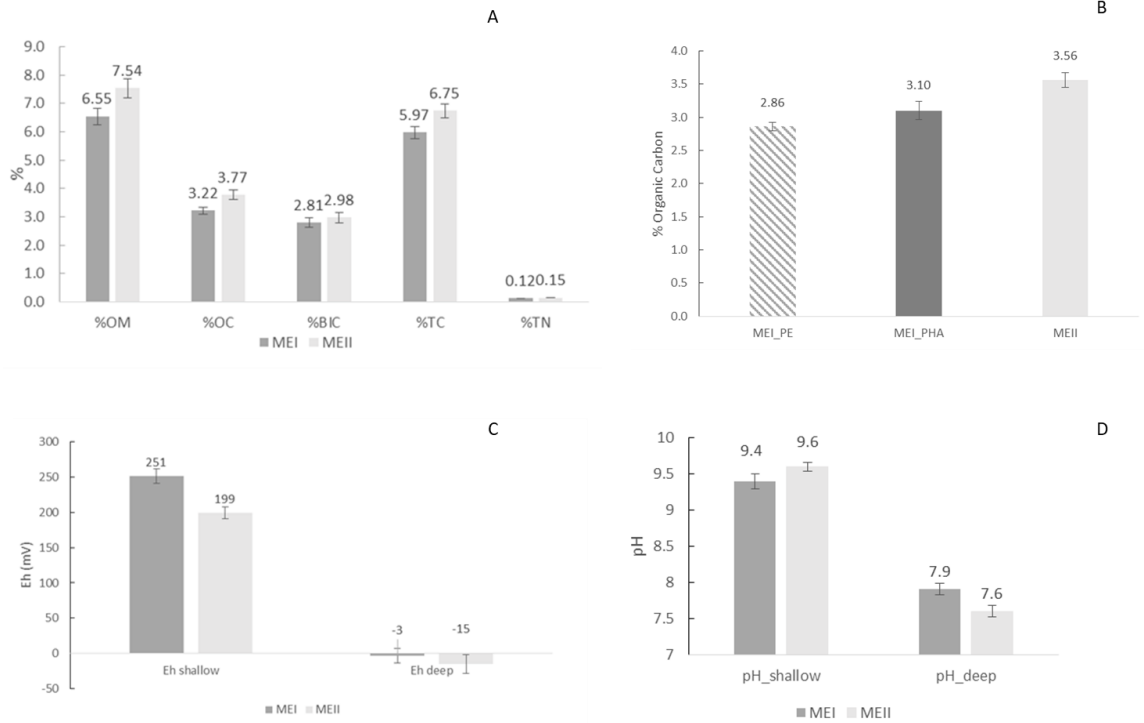 A
9.0
8.0
7.0
6.0
5.0
4.0
3.0
2.0
1.0
0.0
%
6.55
7.54
3.22
3.77
2.81
2.98
5.97
6.75
0.12
0.15
%OM
%OC
%BIC
%TC
%TN
MEI
MEII
B
4.0
3.5
3.0
2.5
2.0
1.5
1.0
0.5
0.0
% Organic Carbon
2.86
3.10
3.56
MEI_PE
MEI_PHA
MEII
C
300
250
200
150
100
50
0
-50
Eh (mV)
251
199
-3
-15
Eh shallow
Eh deep
MEI
MEII
D
10
9.5
9
8.5
8
7.5
7
pH
9.4
9.6
7.9
7.6
pH_shallow
pH_deep
MEI
MEII